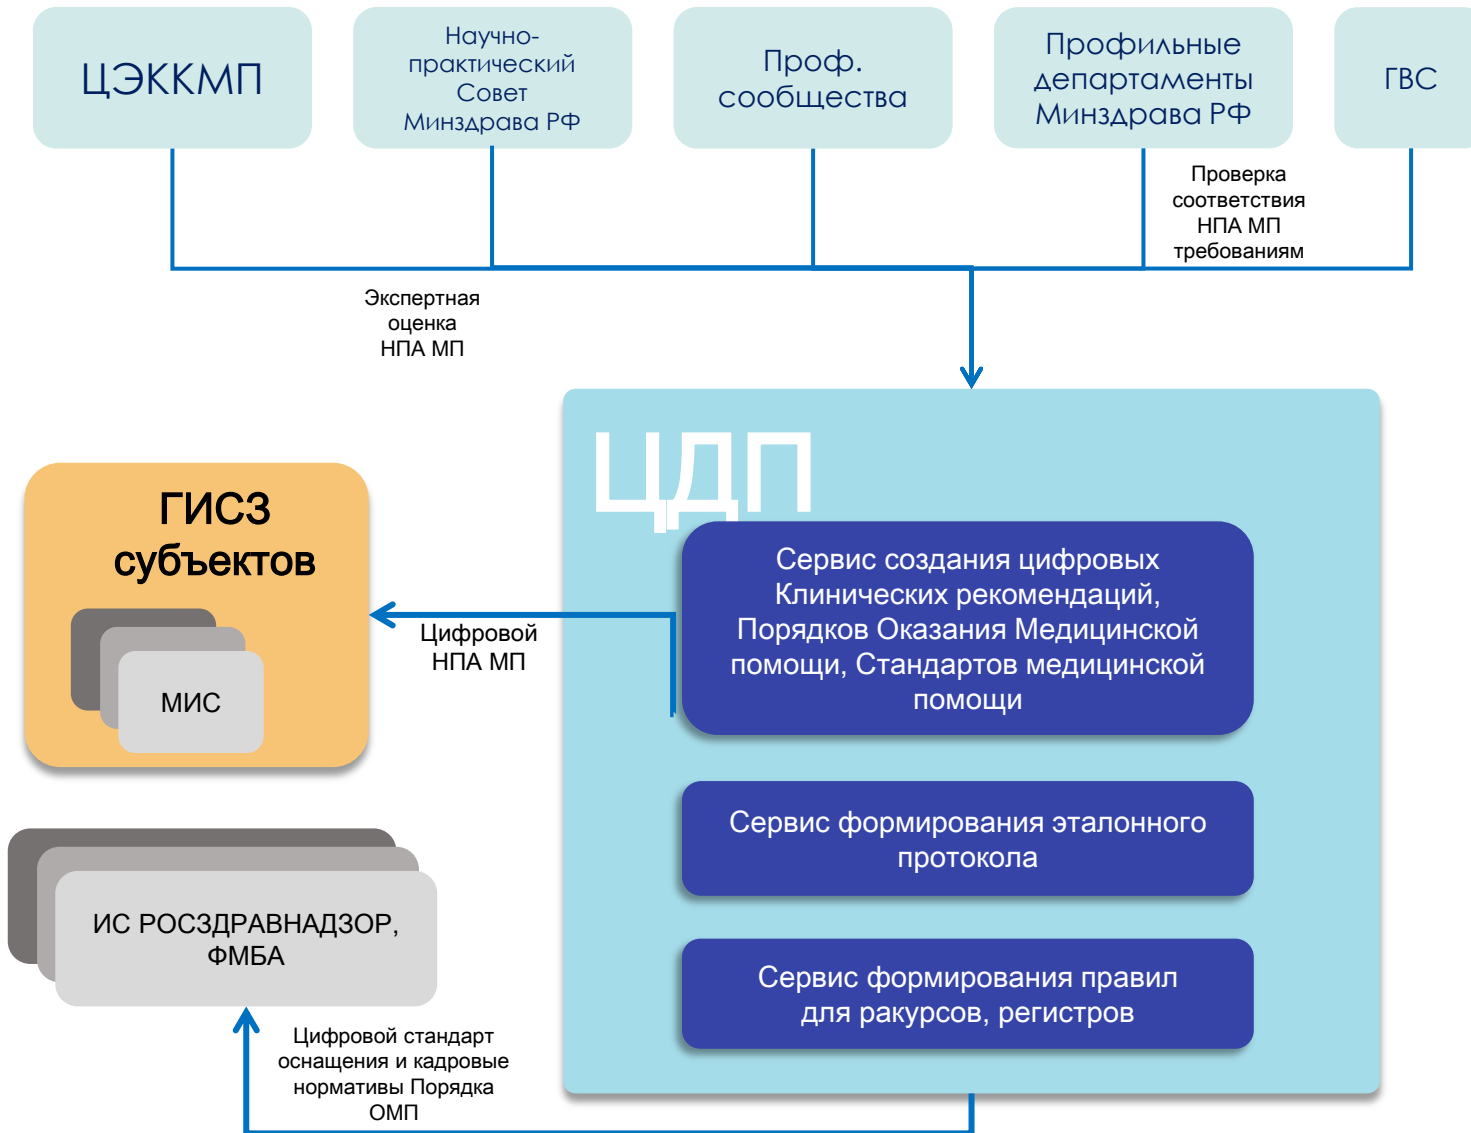 ЦЭККМП
Научно-
практический
Совет
Минздрава РФ
Проф.
сообщества
Профильные
департаменты
Минздрава РФ
ГВС
Проверка
соответствия
НПА МП
требованиям
Экспертная
оценка
НПА МП
ЦДП
ГИСЗ
субъектов
МИС
Цифровой
НПА МП
Сервис создания цифровых
Клинических рекомендаций,
Порядков Оказания Медицинской
помощи, Стандартов медицинской
помощи
Сервис формирования эталонного
протокола
Сервис формирования правил
для ракурсов, регистров
ИС РОСЗДРАВНАДЗОР,
ФМБА
Цифровой стандарт
оснащения и кадровые
нормативы Порядка
ОМП